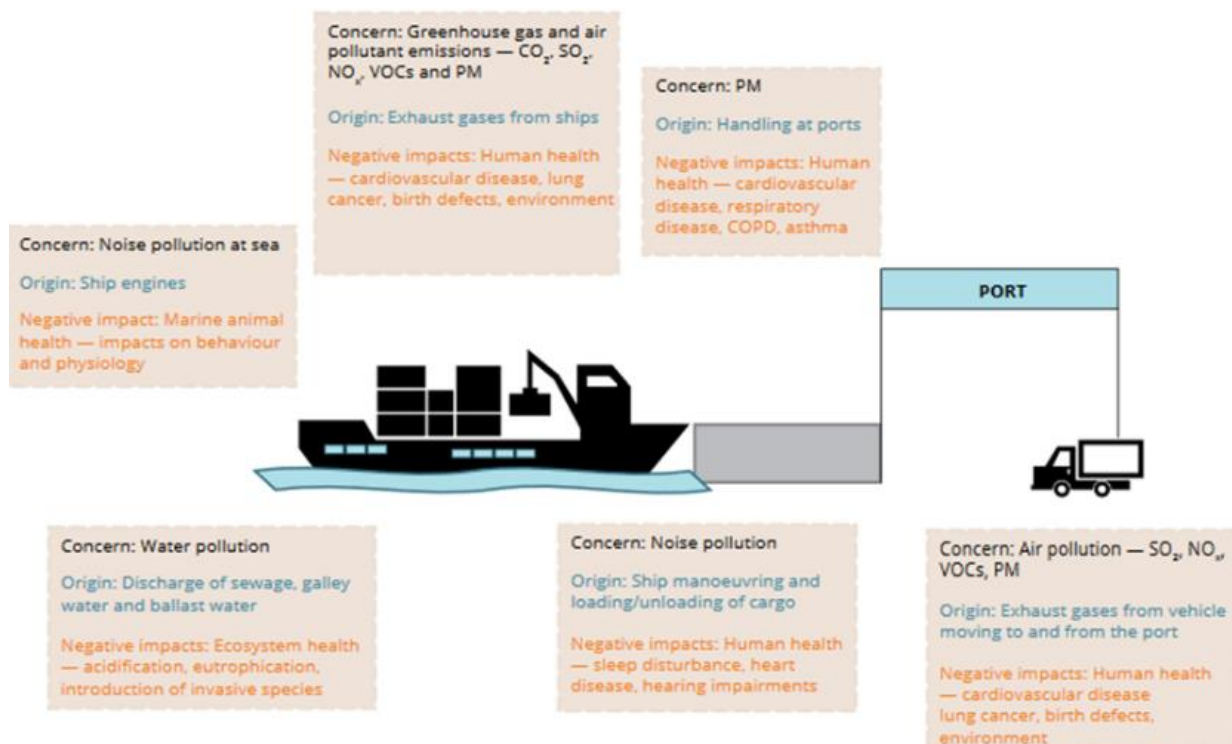 Concern: Greenhouse gas and air
pollutant emissions — CO₂, SO₂,
NOₓ, VOCs and PM
Origin: Exhaust gases from ships
Negative impacts: Human health
— cardiovascular disease, lung
cancer, birth defects, environment
Concern: PM
Origin: Handling at ports
Negative impacts: Human
health — cardiovascular
disease, respiratory
disease, COPD, asthma
Concern: Noise pollution at sea
Origin: Ship engines
Negative impact: Marine animal
health — impacts on behaviour
and physiology
PORT
Concern: Water pollution
Origin: Discharge of sewage, galley
water and ballast water
Negative impacts: Ecosystem health
— acidification, eutrophication,
introduction of invasive species
Concern: Noise pollution
Origin: Ship manoeuvring and
loading/unloading of cargo
Negative impacts: Human health
— sleep disturbance, heart
disease, hearing impairments
Concern: Air pollution — SO₂, NOₓ,
VOCs, PM
Origin: Exhaust gases from vehicle
moving to and from the port
Negative impacts: Human health
— cardiovascular disease
lung cancer, birth defects,
environment